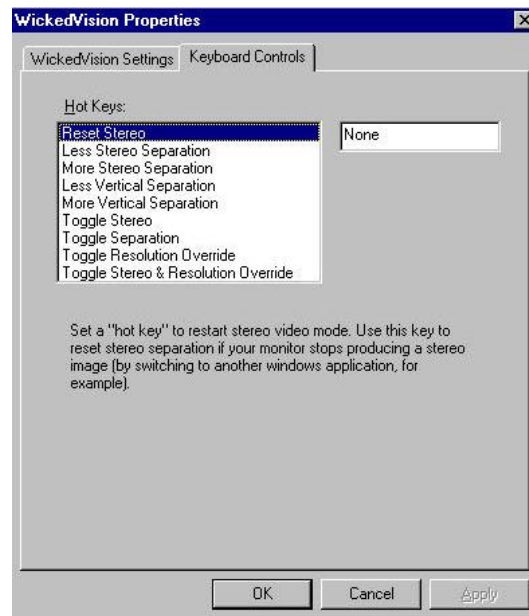 WickedVision Properties
WickedVision Settings
Keyboard Controls
Hot Keys:
Reset Stereo
None
Less Stereo Separation
More Stereo Separation
Less Vertical Separation
More Vertical Separation
Toggle Stereo
Toggle Separation
Toggle Resolution Override
Toggle Stereo & Resolution Override
Set a "hot key" to restart stereo video mode. Use this key to
reset stereo separation if your monitor stops producing a stereo
image (by switching to another windows application, for
example).
OK
Cancel
Apply